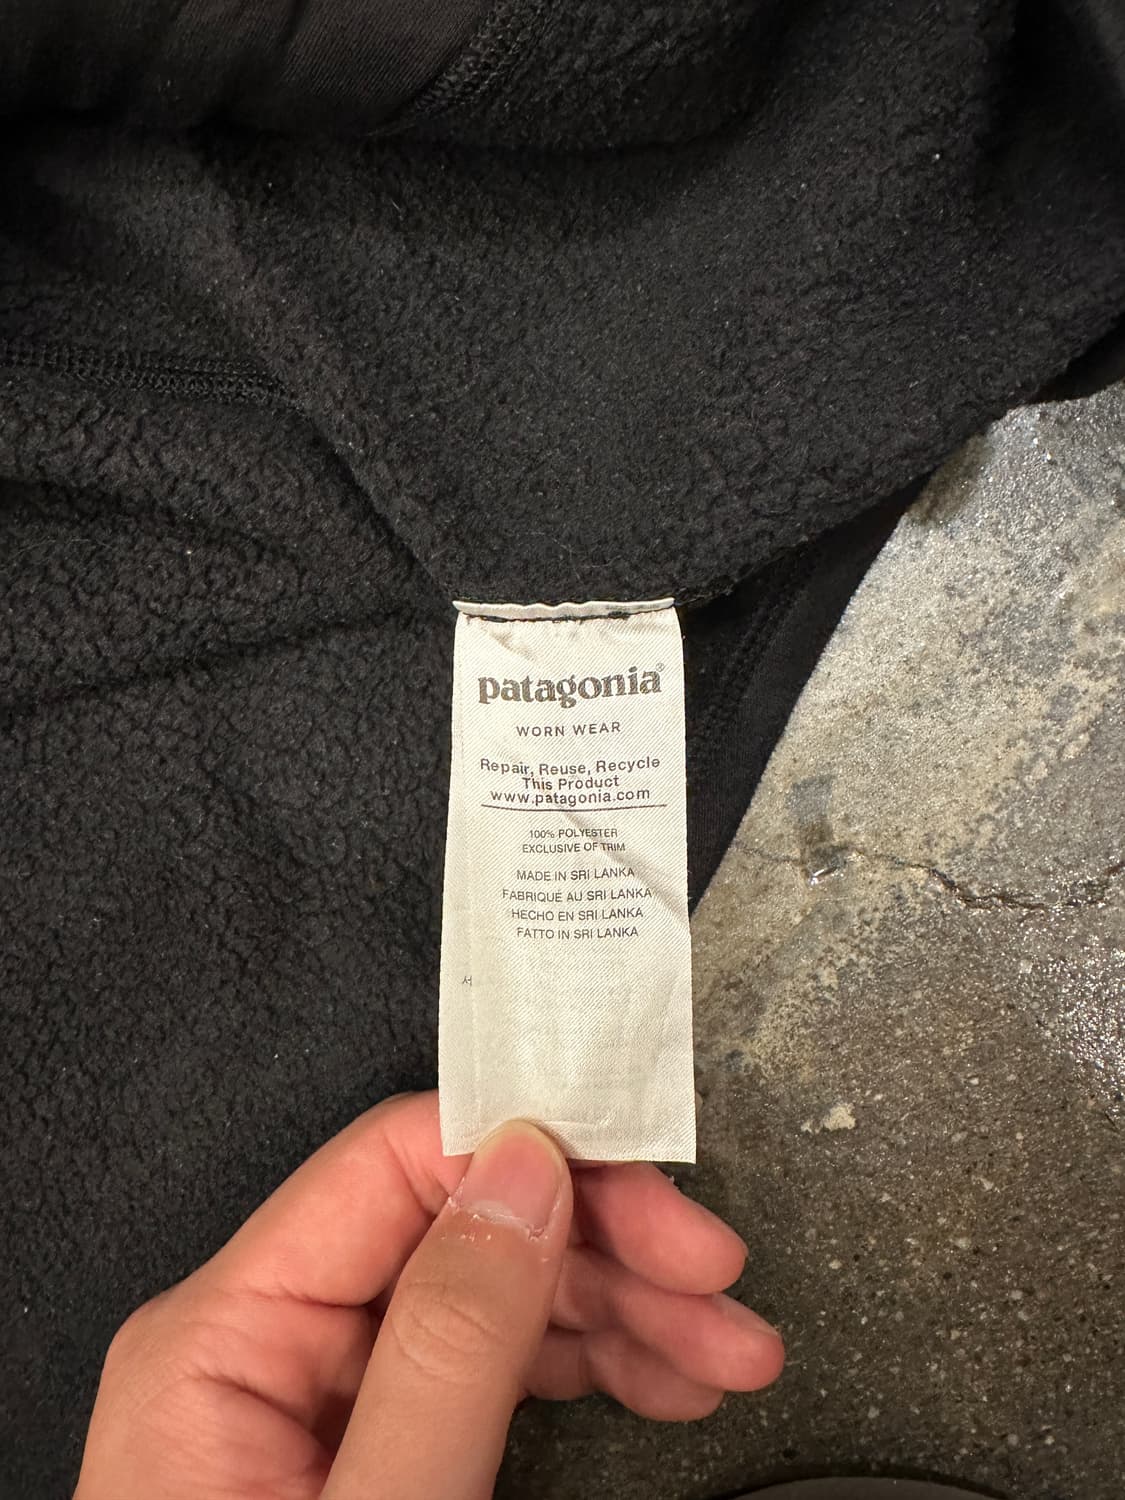 patagonia®
WORN WEAR
Repair, Reuse, Recycle
This Product
www.patagonia.com
100% POLYESTER
EXCLUSIVE OF TRIM
MADE IN SRI LANKA
FABRIQUÉ AU SRI LANKA
HECHO EN SRI LANKA
FATTO IN SRI LANKA